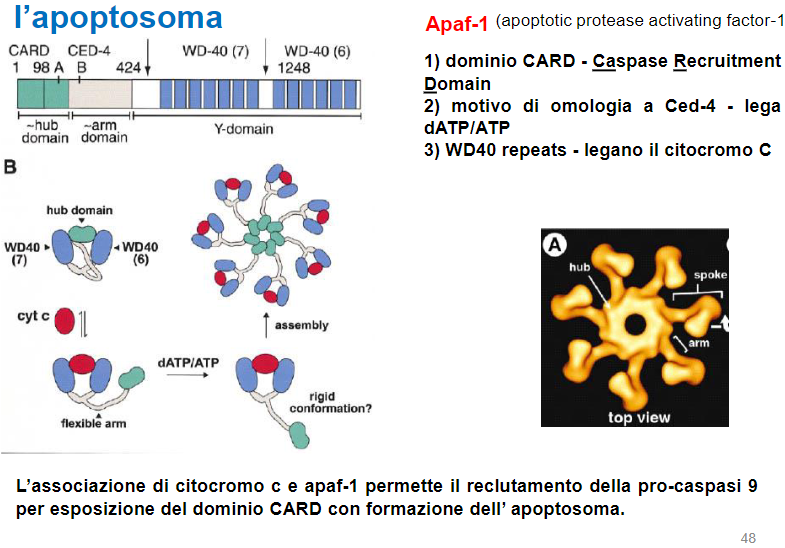 l'apoptosoma
Apaf-1 (apoptotic protease activating factor-1
CARD CED-4 WD-40 (7) WD-40 (6)
1 98 A B 424 1248
~hub
domain
~arm
domain
Y-domain
1) dominio CARD - Caspase Recruitment
Domain
2) motivo di omologia a Ced-4 - lega
dATP/ATP
3) WD40 repeats - legano il citocromo C
B
hub domain
WD40
(7)
WD40
(6)
cyt c
dATP/ATP
assembly
flexible arm
rigid
conformation?
A
hub
spoke
arm
top view
L'associazione di citocromo c e apaf-1 permette il reclutamento della pro-caspasi 9
per esposizione del dominio CARD con formazione dell' apoptosoma.
48